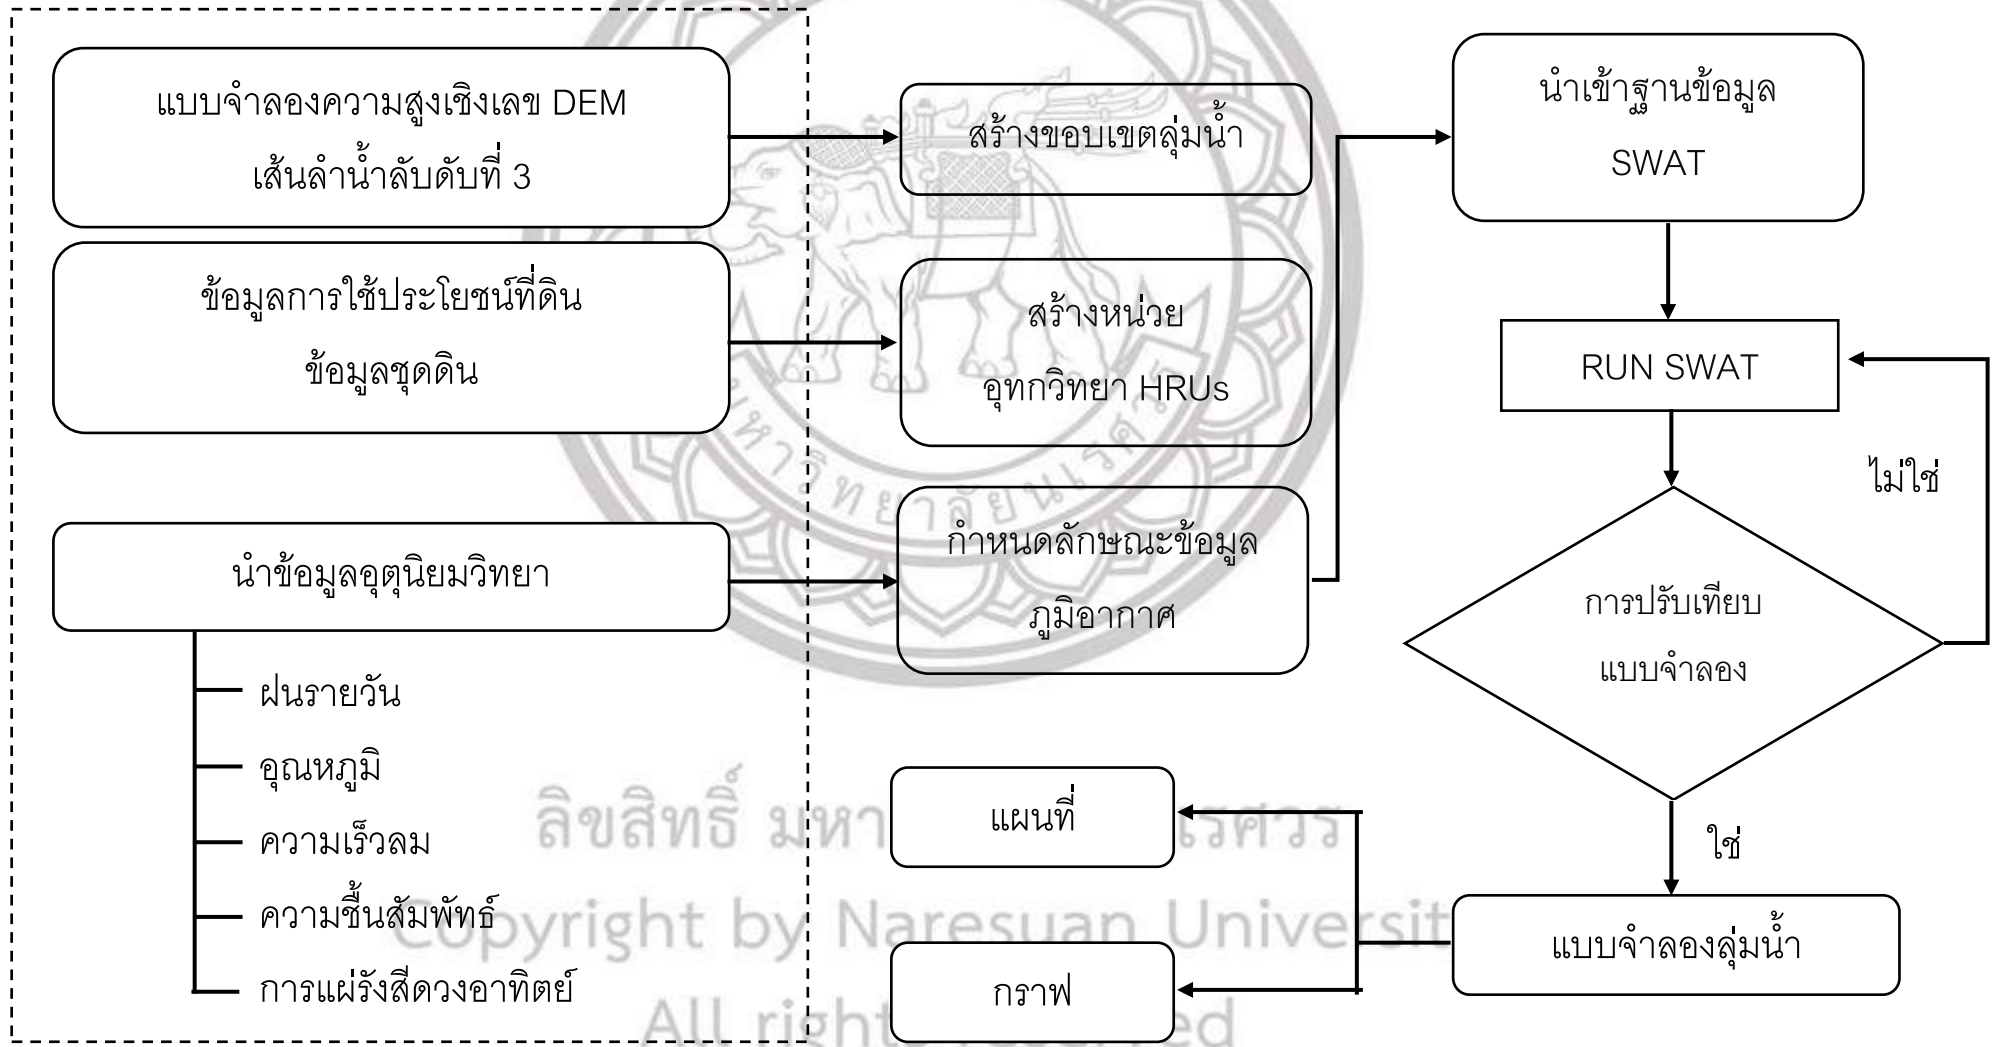 แบบจำลองความสูงเชิงเลข DEM
เส้นลำน้ำลับดับที่ 3
ข้อมูลการใช้ประโยชน์ที่ดิน
ข้อมูลชุดดิน
นำข้อมูลอุตุนิยมวิทยา
ฝนรายวัน
อุณหภูมิ
ความเร็วลม
ความชื้นสัมพัทธ์
การแผ่รังสีดวงอาทิตย์
สร้างขอบเขตลุ่มน้ำ
สร้างหน่วย
อุทกวิทยา HRUs
กำหนดลักษณะข้อมูล
ภูมิอากาศ
นำเข้าฐานข้อมูล
SWAT
RUN SWAT
ไม่ใช่
การปรับเทียบ
แบบจำลอง
ใช่
แบบจำลองลุ่มน้ำ
แผนที่
กราฟ
มหาวิทยาลัยนเรศวร
ลิขสิทธิ์
Copyright by Naresuan
All